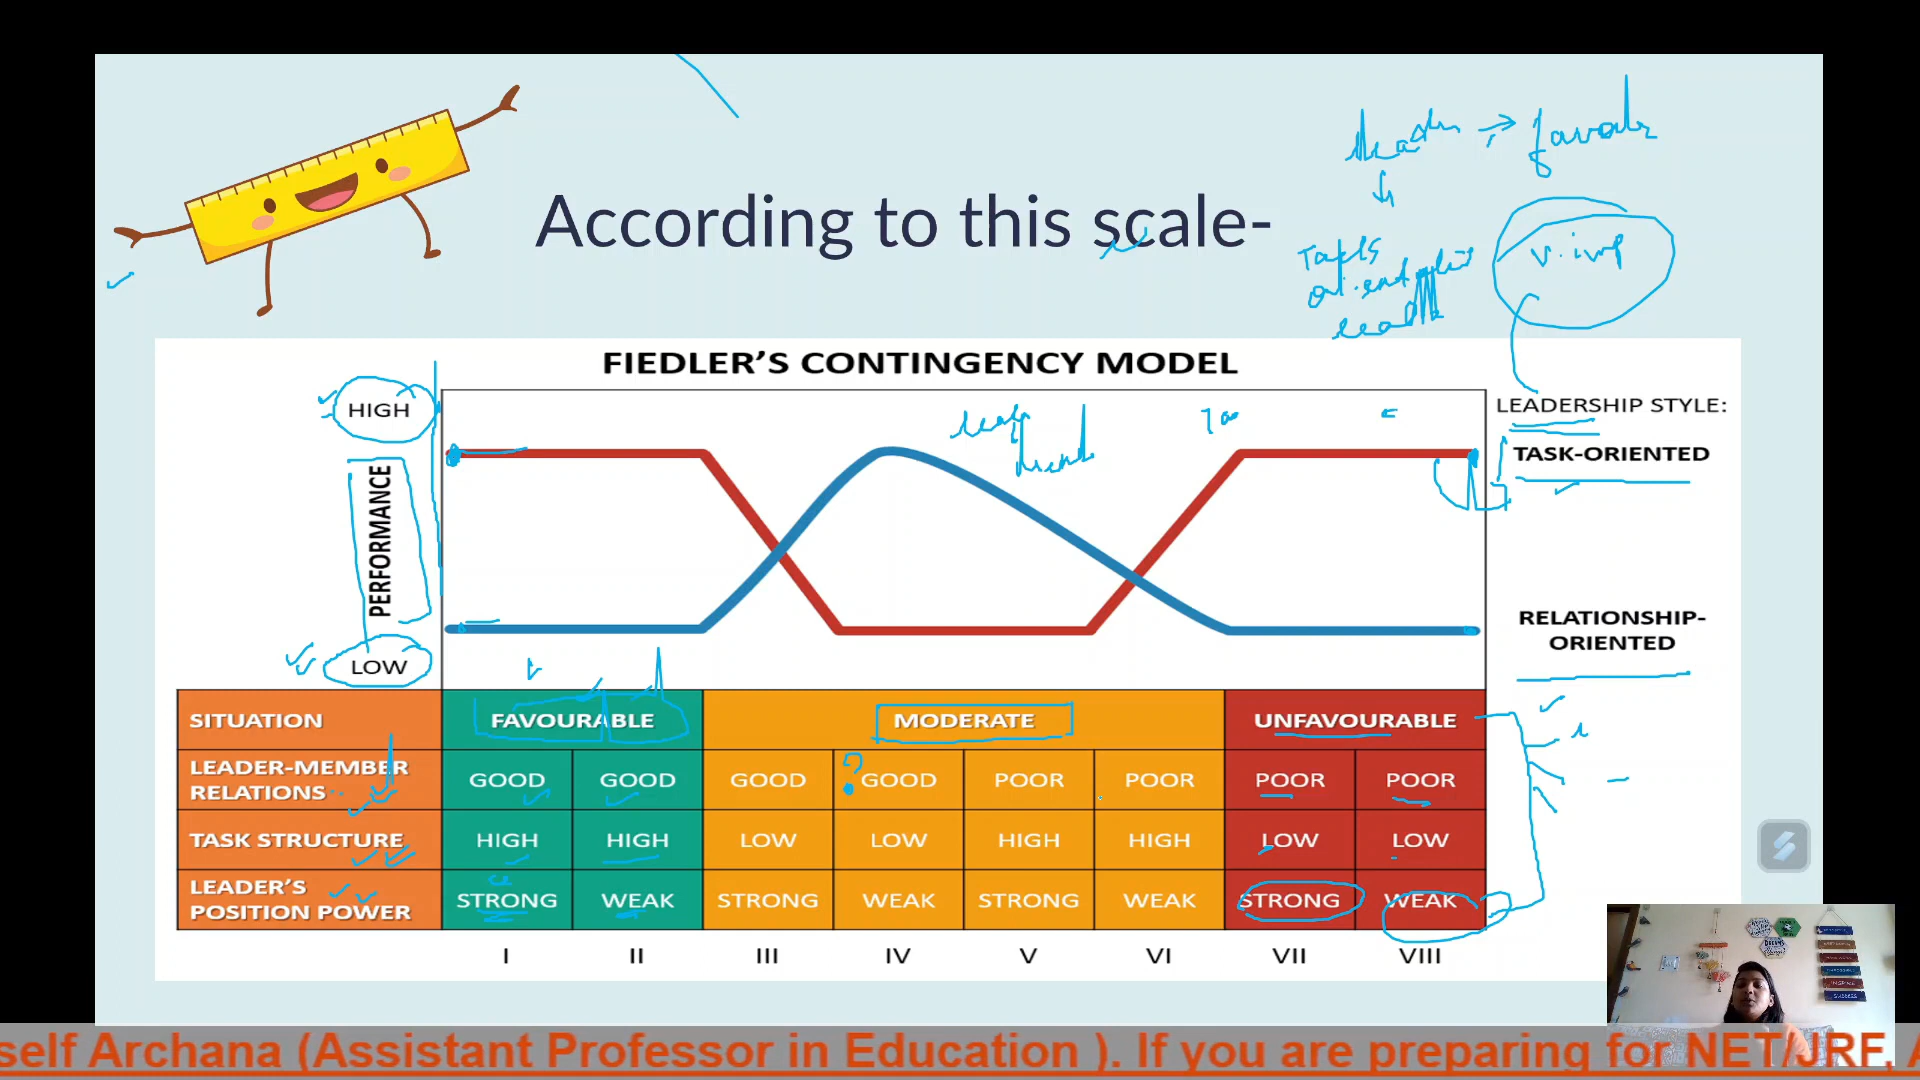 According to this scale-
v.imp
FIEDLER'S CONTINGENCY MODEL
HIGH
PERFORMANCE
LOW
LEADERSHIP STYLE:
TASK-ORIENTED
RELATIONSHIP-
ORIENTED
SITUATION FAVOURABLE MODERATE UNFAVOURABLE
LEADER-MEMBER
RELATIONS GOOD GOOD GOOD ? GOOD POOR POOR POOR POOR
TASK STRUCTURE HIGH HIGH LOW LOW HIGH HIGH LOW LOW
LEADER'S
POSITION POWER STRONG WEAK STRONG WEAK STRONG WEAK STRONG WEAK
I II III IV V VI VII VIII
self Archana (Assistant Professor in Education ). If you are preparing for NET/JRF,